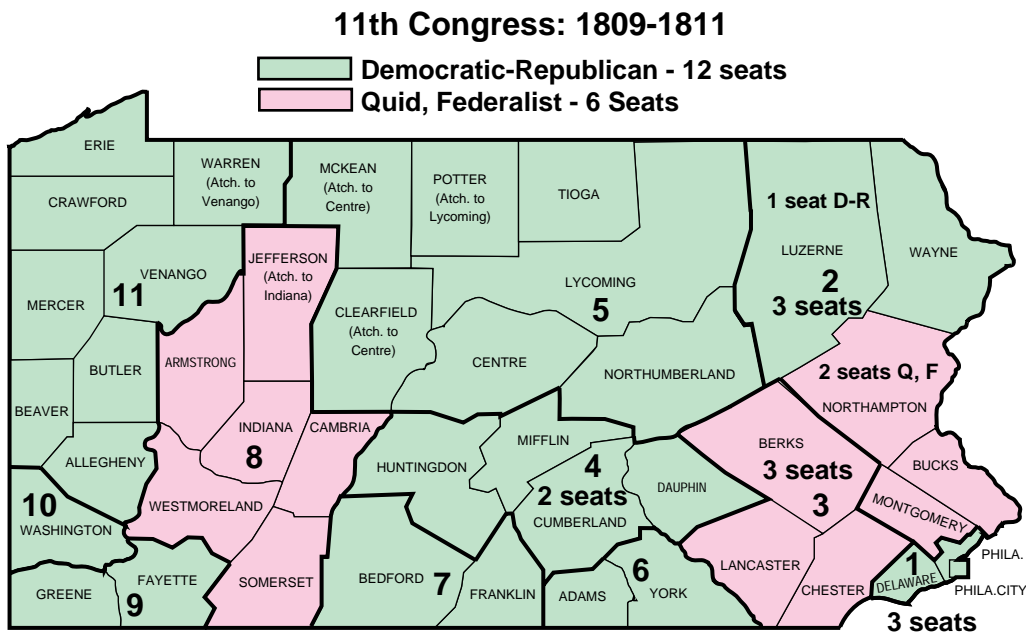 11th Congress: 1809-1811
Democratic-Republican - 12 seats
Quid, Federalist - 6 Seats
ERIE
WARREN
(Atch. to
Venango)
MCKEAN
(Atch. to
Centre)
POTTER
(Atch. to
Lycoming)
TIOGA
CRAWFORD
1 seat D-R
LUZERNE
2
3 seats
WAYNE
VENANGO
11
JEFFERSON
(Atch. to
Indiana)
MERCER
CLEARFIELD
(Atch. to
Centre)
LYCOMING
5
ARMSTRONG
BUTLER
CENTRE
NORTHUMBERLAND
2 seats Q, F
NORTHAMPTON
BEAVER
INDIANA
8
CAMBRIA
MIFFLIN
BERKS
3 seats
3
BUCKS
ALLEGHENY
HUNTINGDON
4
2 seats
CUMBERLAND
DAUPHIN
MONTGOMERY
10
WASHINGTON
WESTMORELAND
LANCASTER
CHESTER
1
DELAWARE
PHILA.
PHILA.CITY
3 seats
GREENE
FAYETTE
9
SOMERSET
BEDFORD
7
FRANKLIN
ADAMS
6
YORK